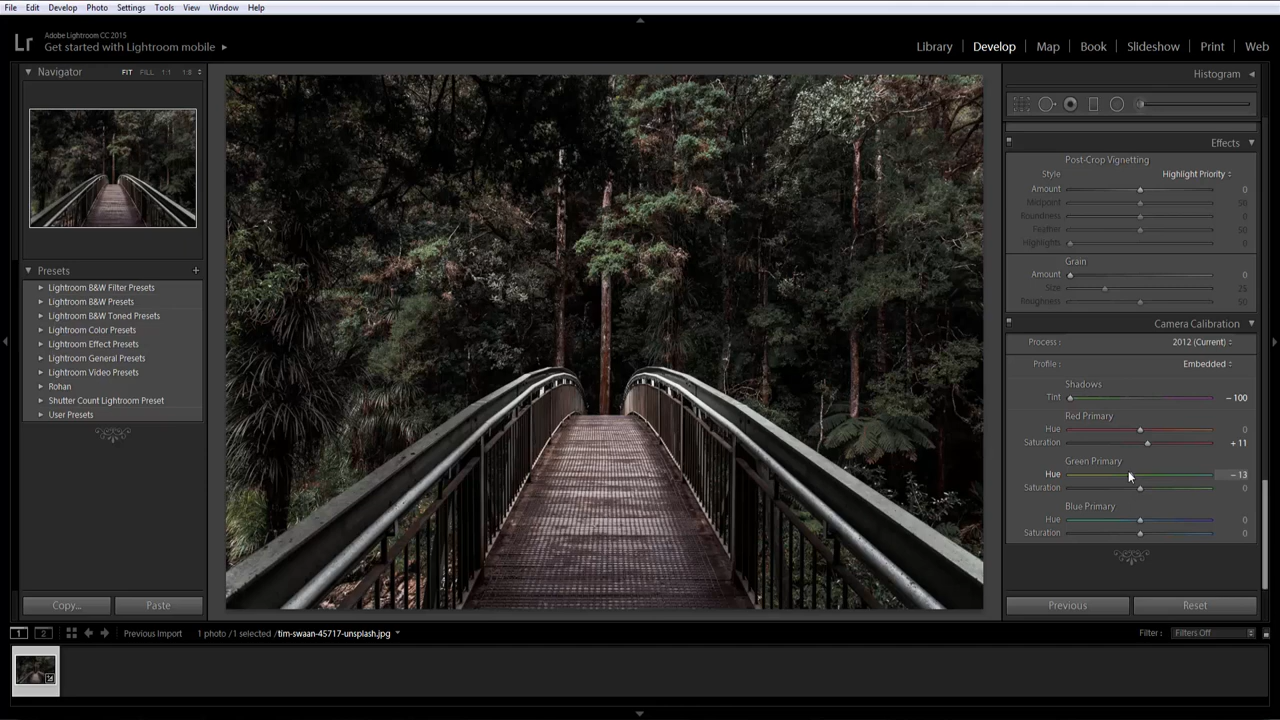 File Edit Develop Photo Settings Tools View Window Help
Lr
Adobe Lightroom CC 2015
Get started with Lightroom mobile
Library Develop Map Book Slideshow Print Web
Navigator FIT FILL 1:1 1:8
Presets +
Lightroom B&W Filter Presets
Lightroom B&W Presets
Lightroom B&W Toned Presets
Lightroom Color Presets
Lightroom Effect Presets
Lightroom General Presets
Lightroom Video Presets
Rohan
Shutter Count Lightroom Preset
User Presets
Copy... Paste
Histogram
Effects
Post-Crop Vignetting
Style Highlight Priority
Amount 0
Midpoint 50
Roundness 0
Feather 50
Highlights 0
Grain
Amount 0
Size 25
Roughness 50
Camera Calibration
Process : 2012 (Current)
Profile : Embedded
Shadows
Tint – 100
Red Primary
Hue 0
Saturation + 11
Green Primary
Hue – 13
Saturation 0
Blue Primary
Hue 0
Saturation 0
Previous Reset
1 2 Previous Import 1 photo /1 selected /tim-swaan-45717-unsplash.jpg Filter : Filters Off